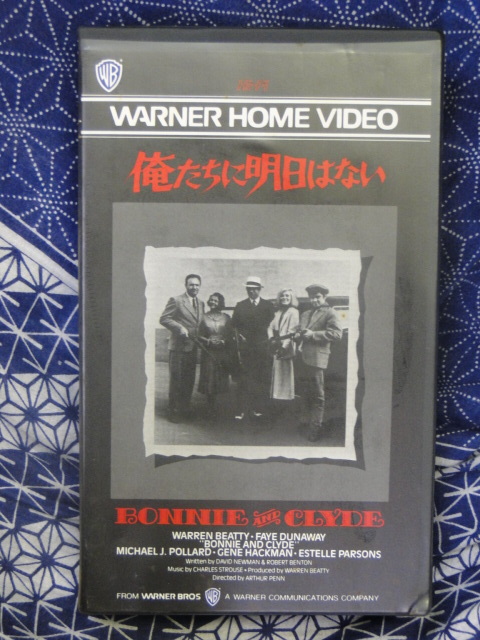 WB
WARNER HOME VIDEO
俺たちに明日はない
BONNIE AND CLYDE
WARREN BEATTY · FAYE DUNAWAY
"BONNIE AND CLYDE"
MICHAEL J. POLLARD · GENE HACKMAN · ESTELLE PARSONS
Written by DAVID NEWMAN & ROBERT BENTON
Music by CHARLES STROUSE · Produced by WARREN BEATTY
Directed by ARTHUR PENN
FROM WARNER BROS WB A WARNER COMMUNICATIONS COMPANY